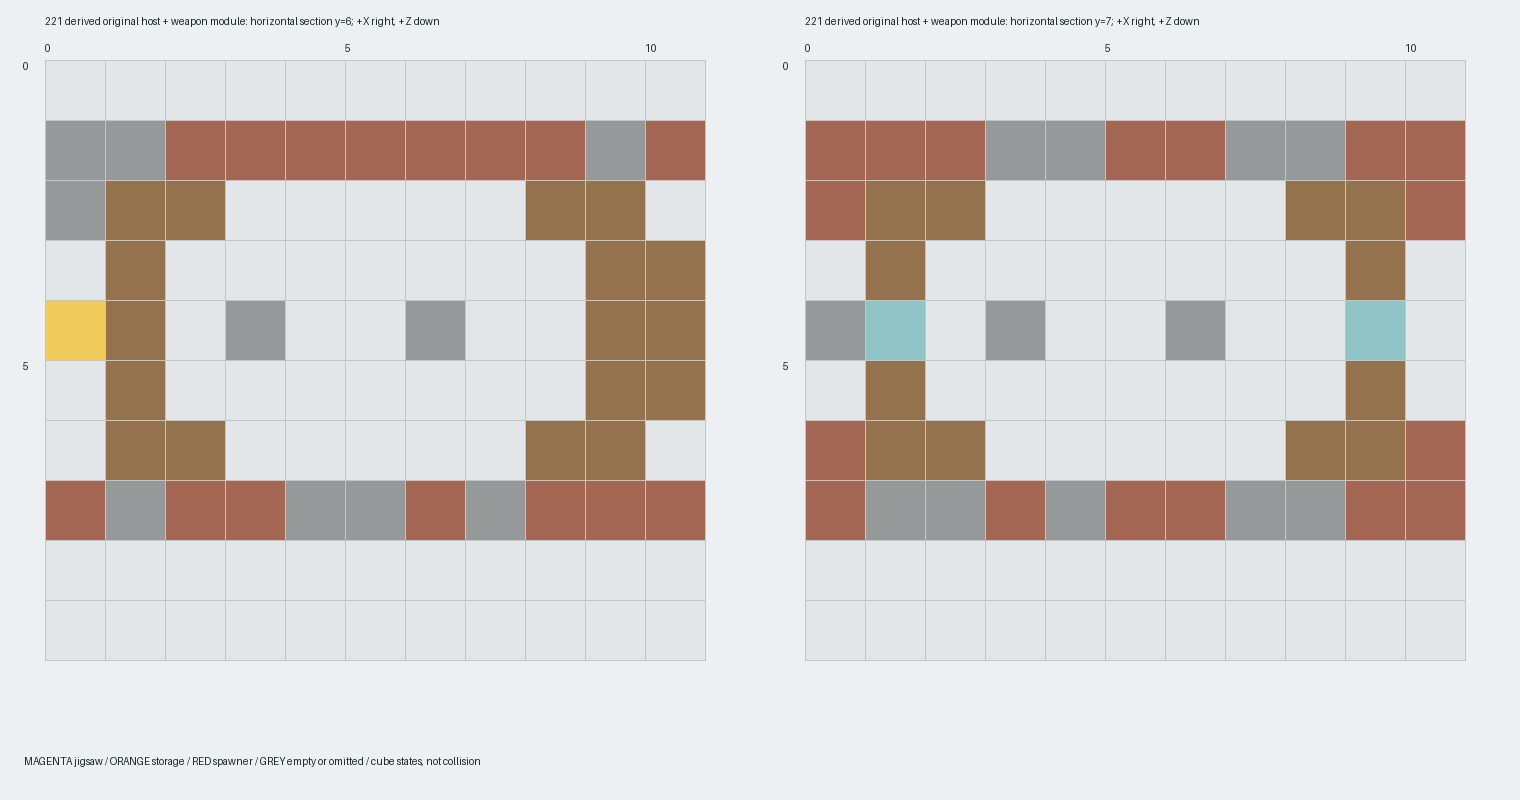 221 derived original host + weapon module: horizontal section y=6; +X right, +Z down
0 5 10
0
5
221 derived original host + weapon module: horizontal section y=7; +X right, +Z down
0 5 10
0
5
MAGENTA jigsaw / ORANGE storage / RED spawner / GREY empty or omitted / cube states, not collision